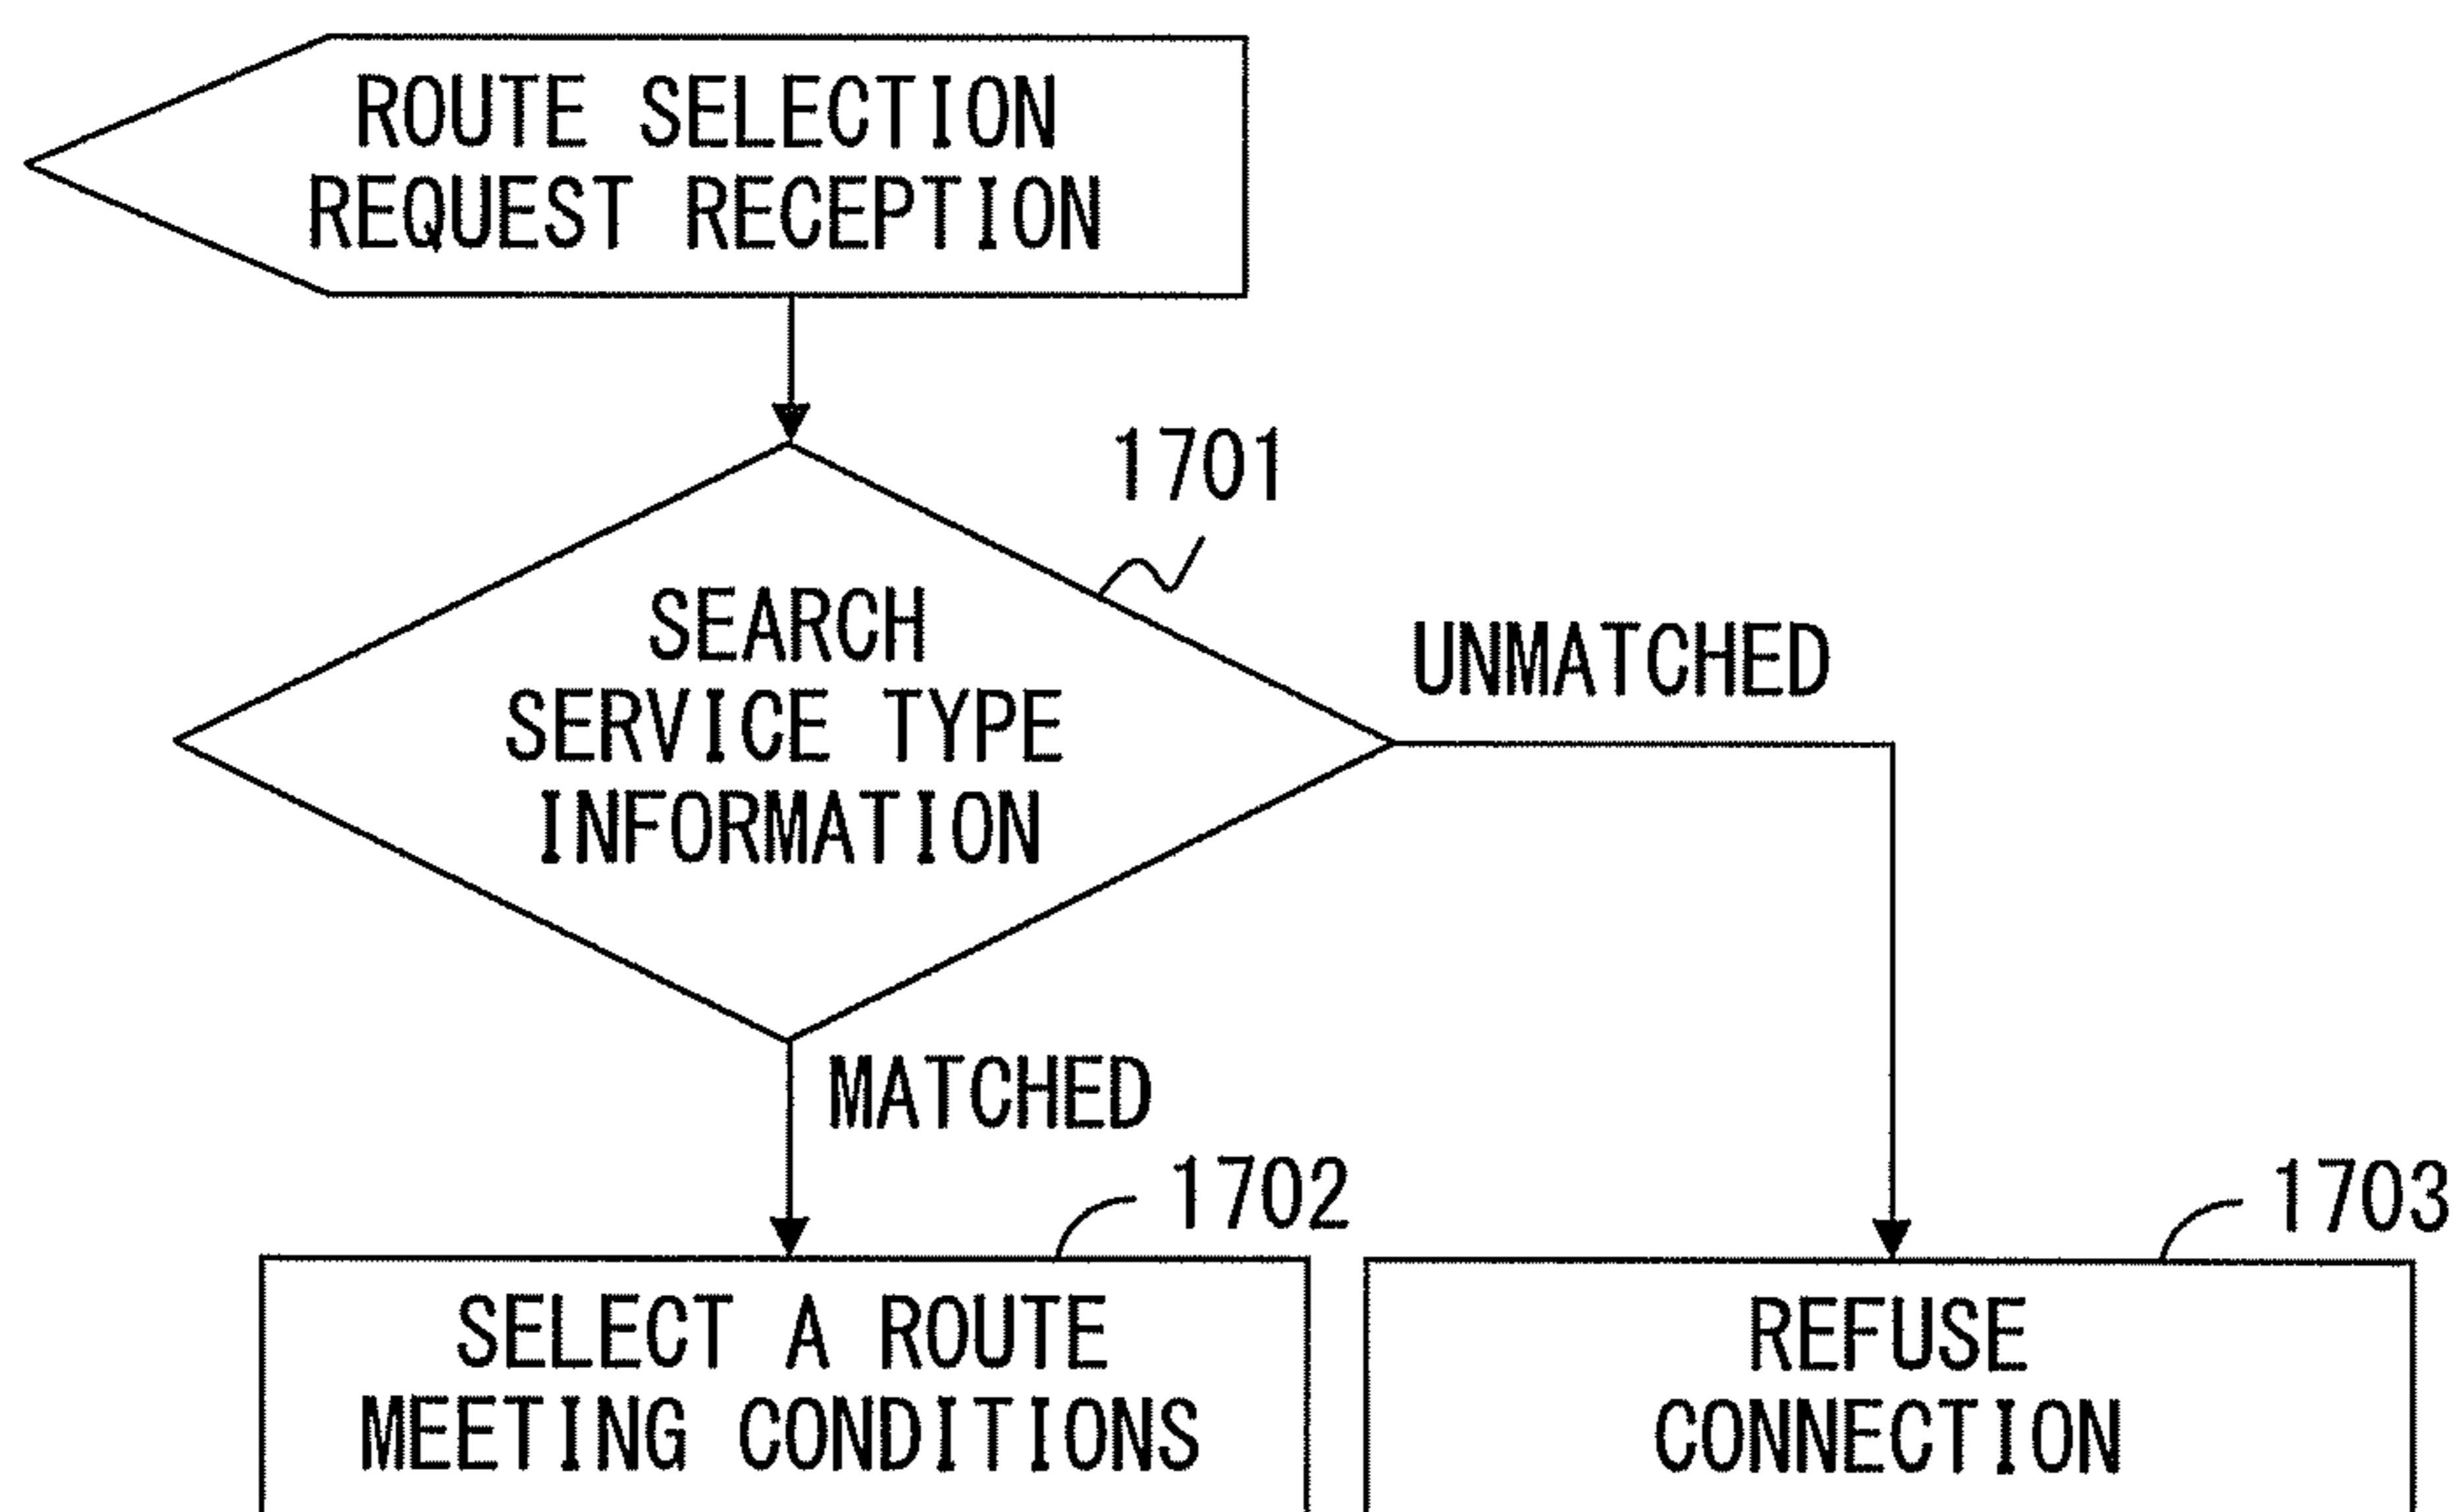 ROUTE SELECTION
REQUEST RECEPTION
1701
SEARCH
SERVICE TYPE
INFORMATION
UNMATCHED
MATCHED
1702
1703
SELECT A ROUTE
MEETING CONDITIONS
REFUSE
CONNECTION